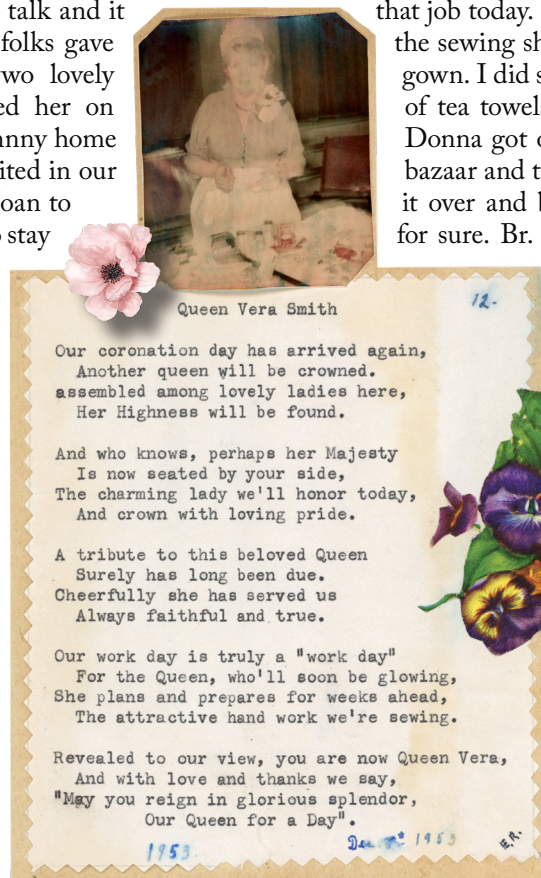 talk and it
folks gave
wo lovely
ed her on
nny home
ited in our
oan to
stay
that job today.
the sewing sh
gown. I did s
of tea towel
Donna got o
bazaar and t
it over and b
for sure. Br.
Queen Vera Smith
12.
Our coronation day has arrived again,
Another queen will be crowned.
assembled among lovely ladies here,
Her Highness will be found.
And who knows, perhaps her Majesty
Is now seated by your side,
The charming lady we'll honor today,
And crown with loving pride.
A tribute to this beloved Queen
Surely has long been due.
Cheerfully she has served us
Always faithful and true.
Our work day is truly a "work day"
For the Queen, who'll soon be glowing,
She plans and prepares for weeks ahead,
The attractive hand work we're sewing.
Revealed to our view, you are now Queen Vera,
And with love and thanks we say,
"May you reign in glorious splendor,
Our Queen for a Day".
1953.
1953
E.R.